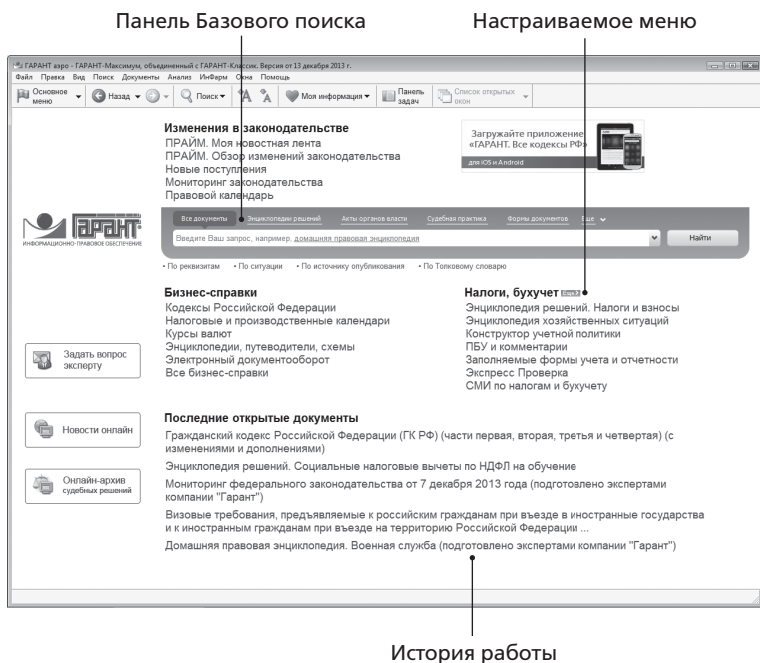 Панель Базового поиска
Настраиваемое меню
ГАРАНТ аэро - ГАРАНТ-Максимум, объединенный с ГАРАНТ-Классик. Версия от 13 декабря 2013 г.
Файл Правка Вид Поиск Документы Анализ ИнФарм Окна Помощь
Основное меню Назад Поиск Моя информация Панель задач Список открытых окон
Изменения в законодательстве
ПРАЙМ. Моя новостная лента
ПРАЙМ. Обзор изменений законодательства
Новые поступления
Мониторинг законодательства
Правовой календарь
Загружайте приложение
«ГАРАНТ. Все кодексы РФ»
для iOS и Android
ГАРАНТ
ИНФОРМАЦИОННО-ПРАВОВОЕ ОБЕСПЕЧЕНИЕ
Все документы Энциклопедии решений Акты органов власти Судебная практика Формы документов Еще
Введите Ваш запрос, например, домашняя правовая энциклопедия Найти
• По реквизитам • По ситуации • По источнику опубликования • По Толковому словарю
Бизнес-справки
Кодексы Российской Федерации
Налоговые и производственные календари
Курсы валют
Энциклопедии, путеводители, схемы
Электронный документооборот
Все бизнес-справки
Налоги, бухучет
Энциклопедия решений. Налоги и взносы
Энциклопедия хозяйственных ситуаций
Конструктор учетной политики
ПБУ и комментарии
Заполняемые формы учета и отчетности
Экспресс Проверка
СМИ по налогам и бухучету
Задать вопрос
эксперту
Новости онлайн
Онлайн-архив
судебных решений
Последние открытые документы
Гражданский кодекс Российской Федерации (ГК РФ) (части первая, вторая, третья и четвертая) (с
изменениями и дополнениями)
Энциклопедия решений. Социальные налоговые вычеты по НДФЛ на обучение
Мониторинг федерального законодательства от 7 декабря 2013 года (подготовлено экспертами
компании "Гарант")
Визовые требования, предъявляемые к российским гражданам при въезде в иностранные государства
и к иностранным гражданам при въезде на территорию Российской Федерации ...
Домашняя правовая энциклопедия. Военная служба (подготовлено экспертами компании "Гарант")
История работы